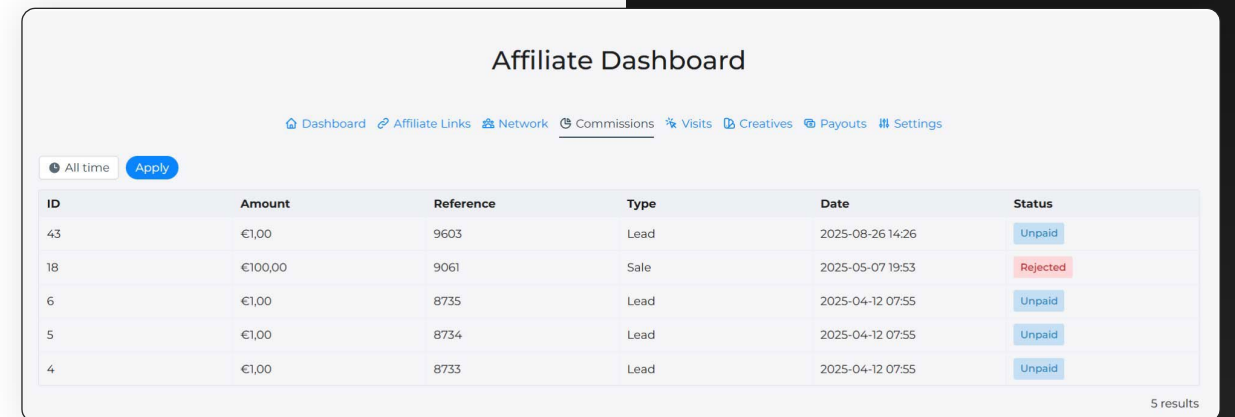 Affiliate Dashboard
Dashboard Affiliate Links Network Commissions Visits Creatives Payouts Settings
All time Apply
ID Amount Reference Type Date Status
43 €1,00 9603 Lead 2025-08-26 14:26 Unpaid
18 €100,00 9061 Sale 2025-05-07 19:53 Rejected
6 €1,00 8735 Lead 2025-04-12 07:55 Unpaid
5 €1,00 8734 Lead 2025-04-12 07:55 Unpaid
4 €1,00 8733 Lead 2025-04-12 07:55 Unpaid
5 results